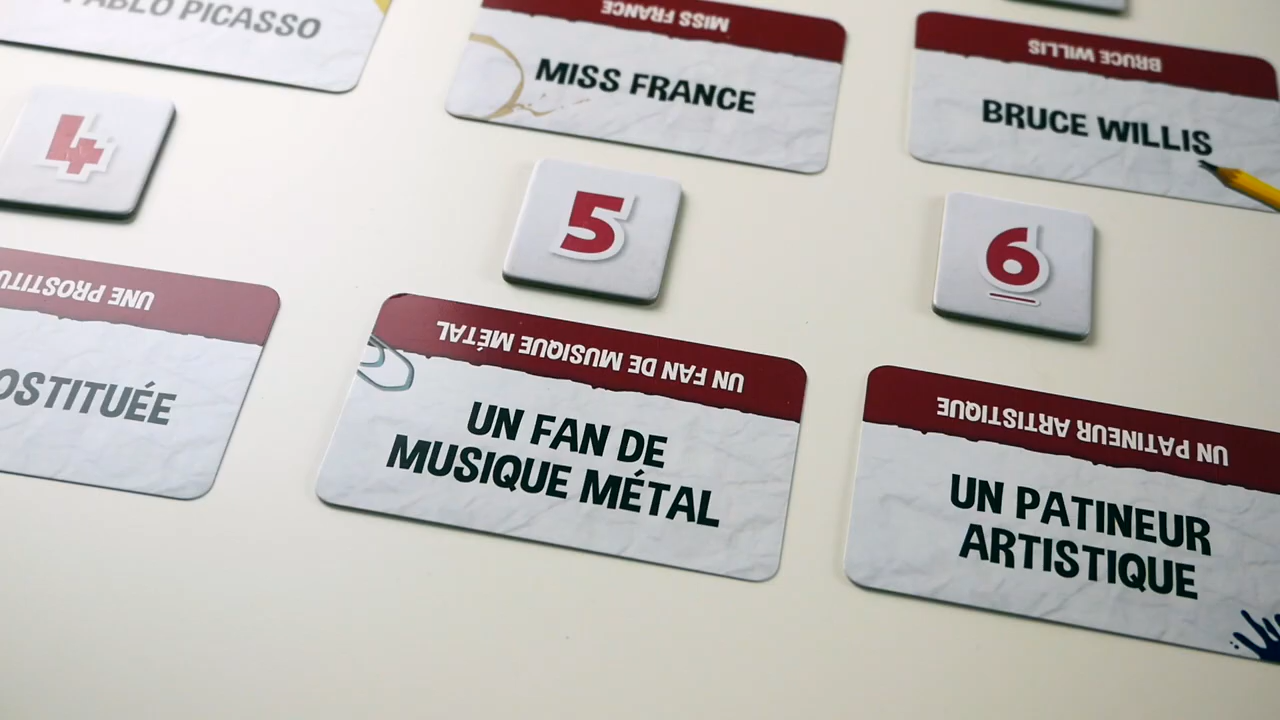 PABLO PICASSO
MISS FRANCE
MISS FRANCE
BRUCE WILLIS
BRUCE WILLIS
4
5
6
UNE PROSTITU
OSTITUÉE
UN FAN DE MUSIQUE MÉTAL
UN FAN DE
MUSIQUE MÉTAL
UN PATINEUR ARTISTIQUE
UN PATINEUR
ARTISTIQUE